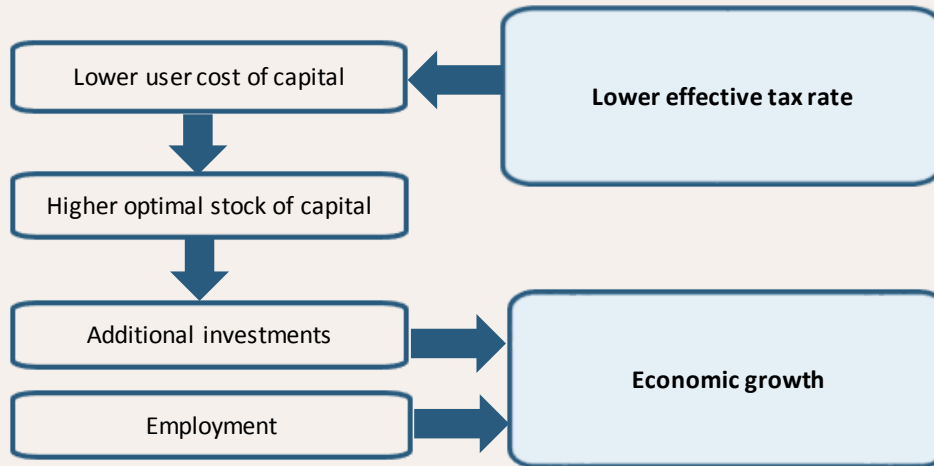 Lower user cost of capital
Lower effective tax rate
Higher optimal stock of capital
Additional investments
Economic growth
Employment